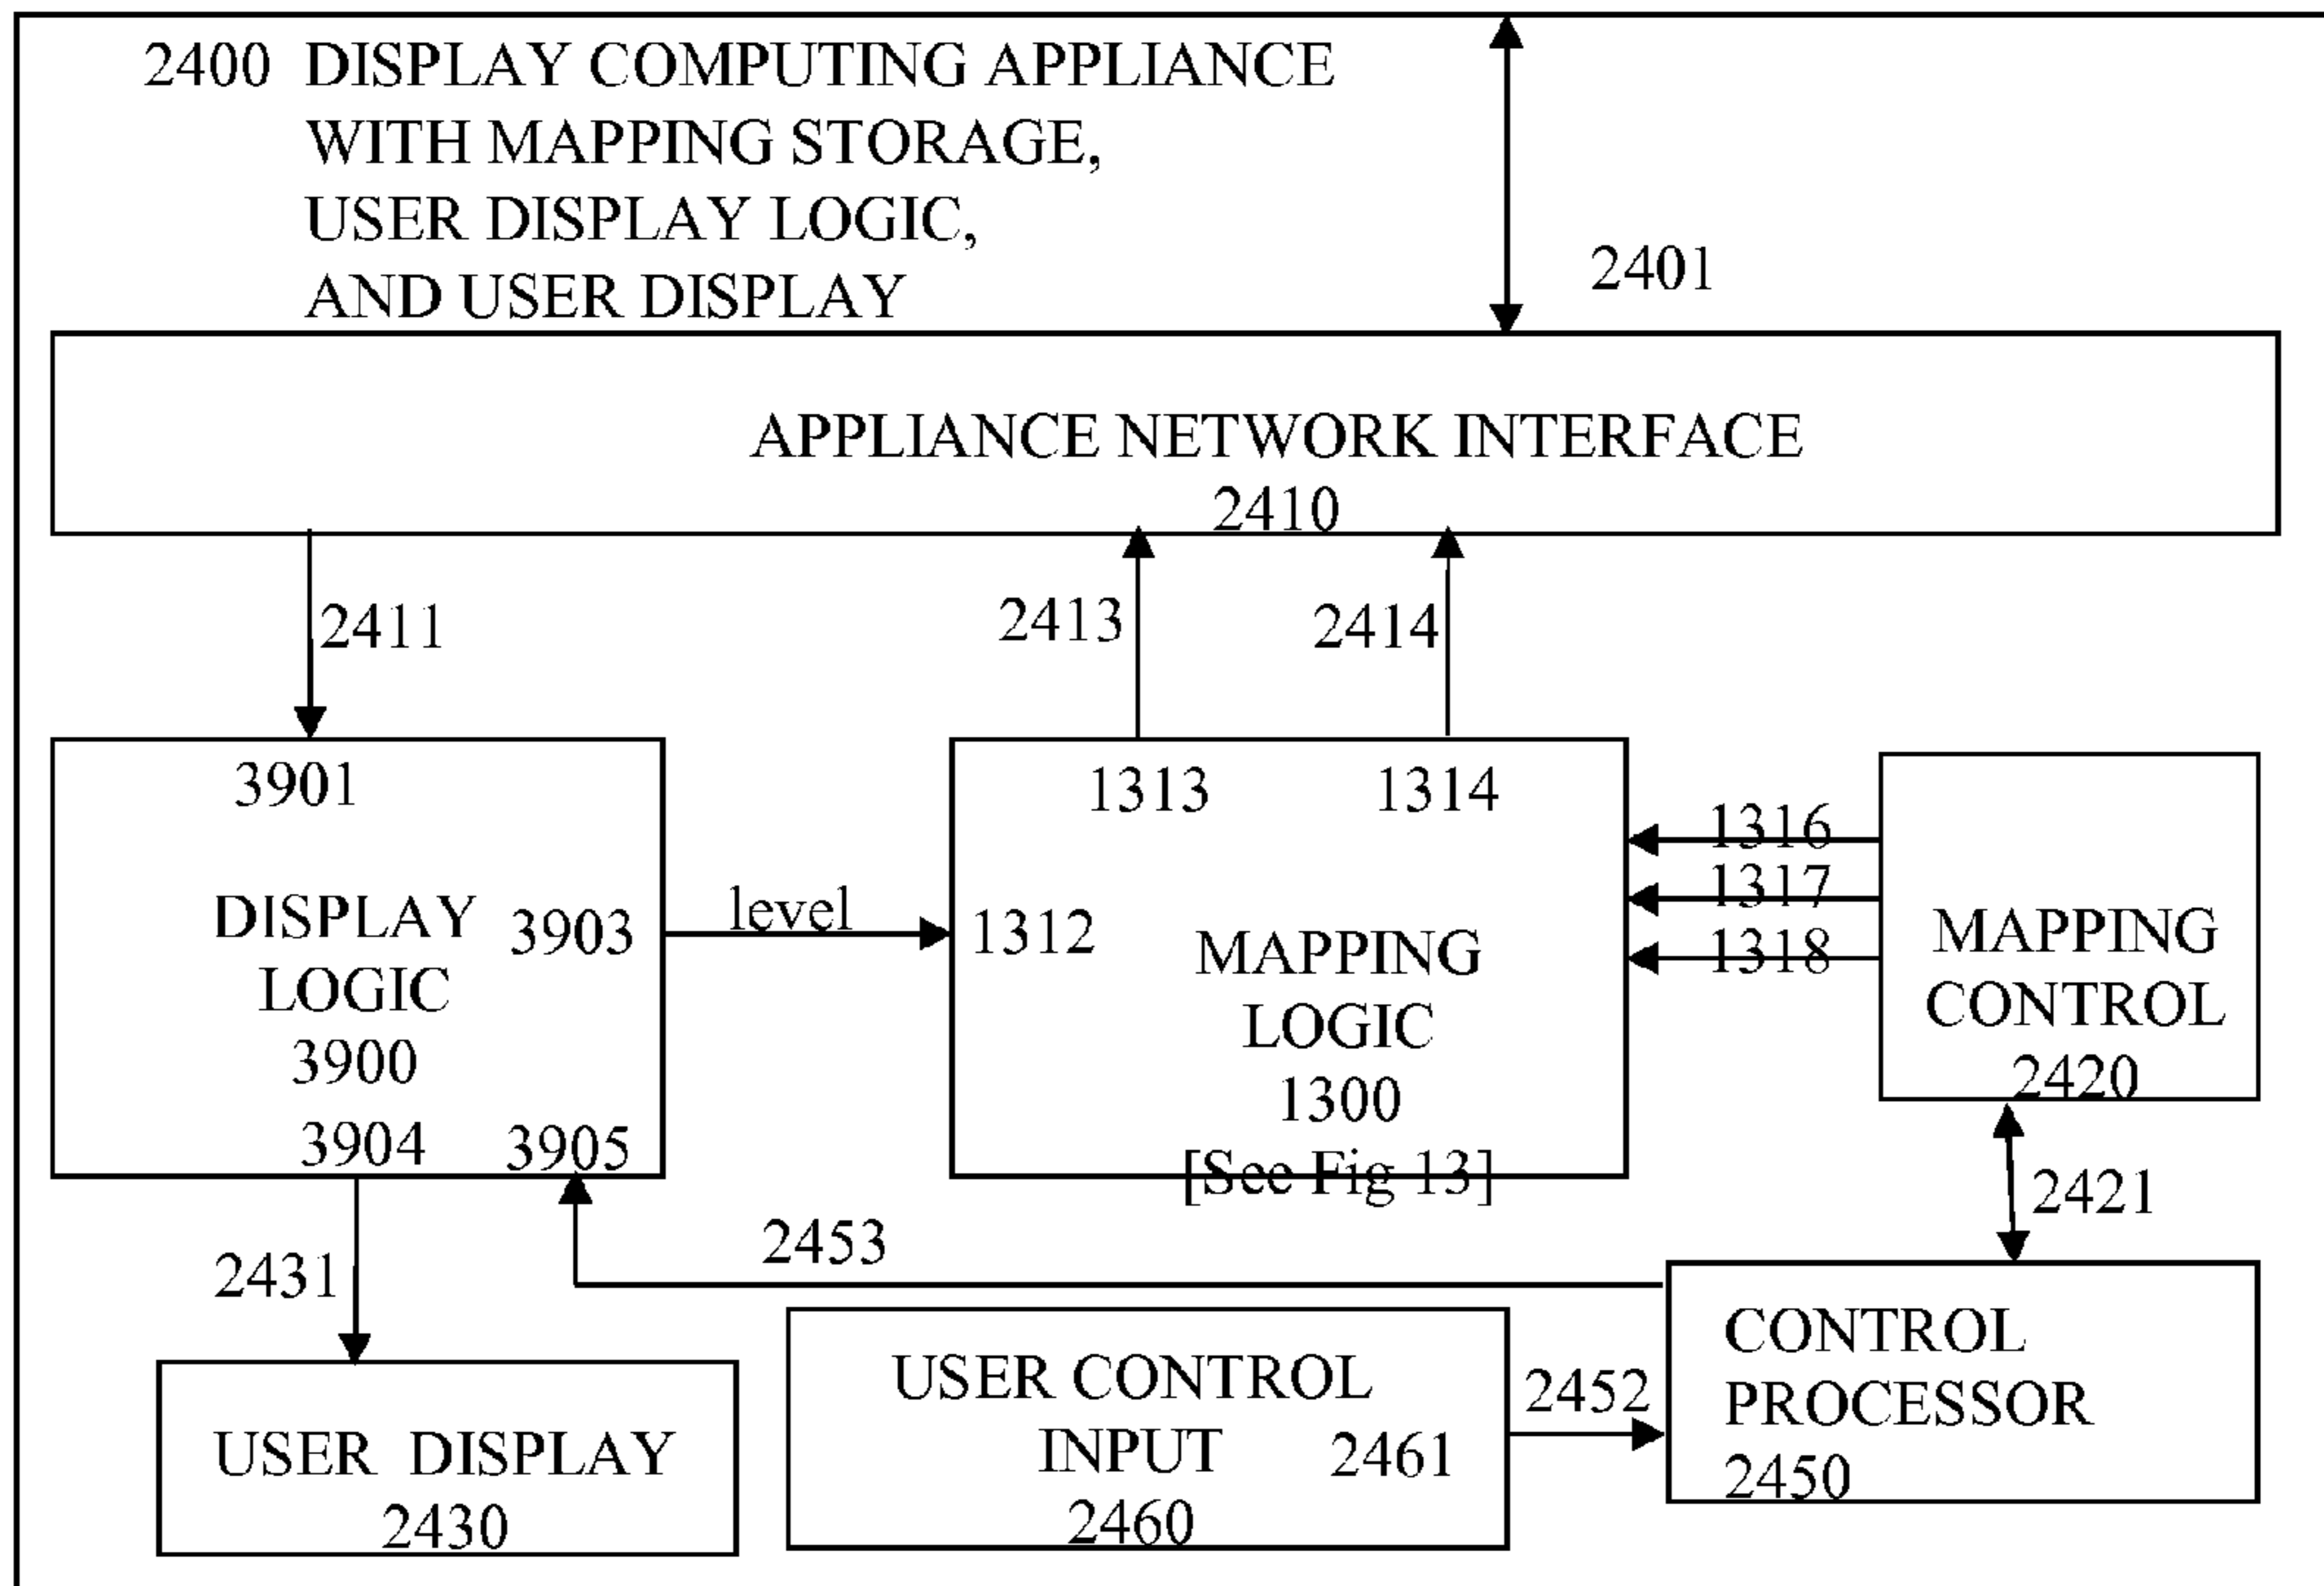 2400 DISPLAY COMPUTING APPLIANCE
WITH MAPPING STORAGE,
USER DISPLAY LOGIC,
AND USER DISPLAY
2401
APPLIANCE NETWORK INTERFACE
2410
2411
2413
2414
3901
DISPLAY
LOGIC
3900
3903
3904
3905
level
1313
1314
1312
MAPPING
LOGIC
1300
[See Fig 13]
1316
1317
1318
MAPPING
CONTROL
2420
2421
2453
2431
USER DISPLAY
2430
USER CONTROL
INPUT
2461
2460
2452
CONTROL
PROCESSOR
2450